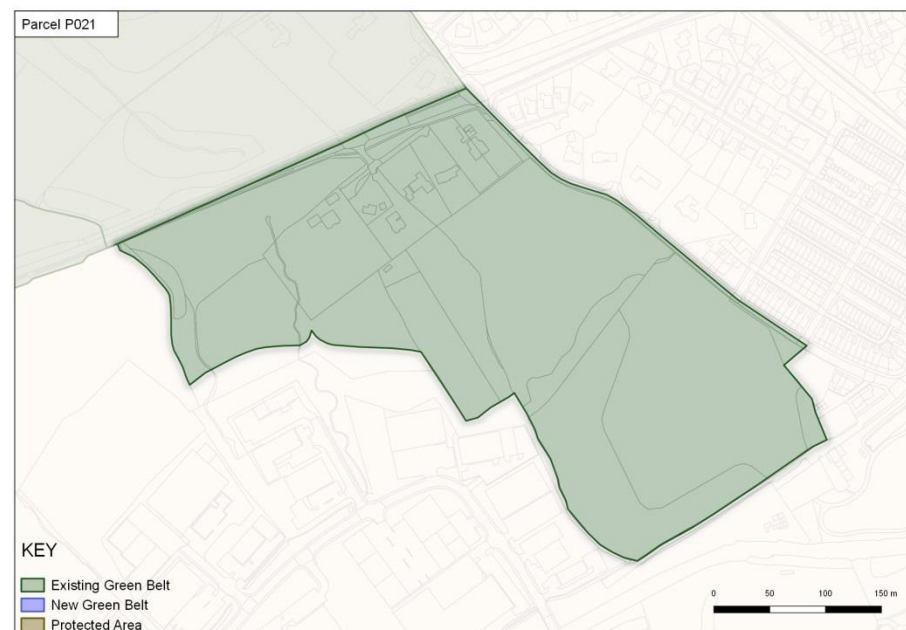 Parcel P021
KEY
Existing Green Belt
New Green Belt
Protected Area
0 50 100 150 m